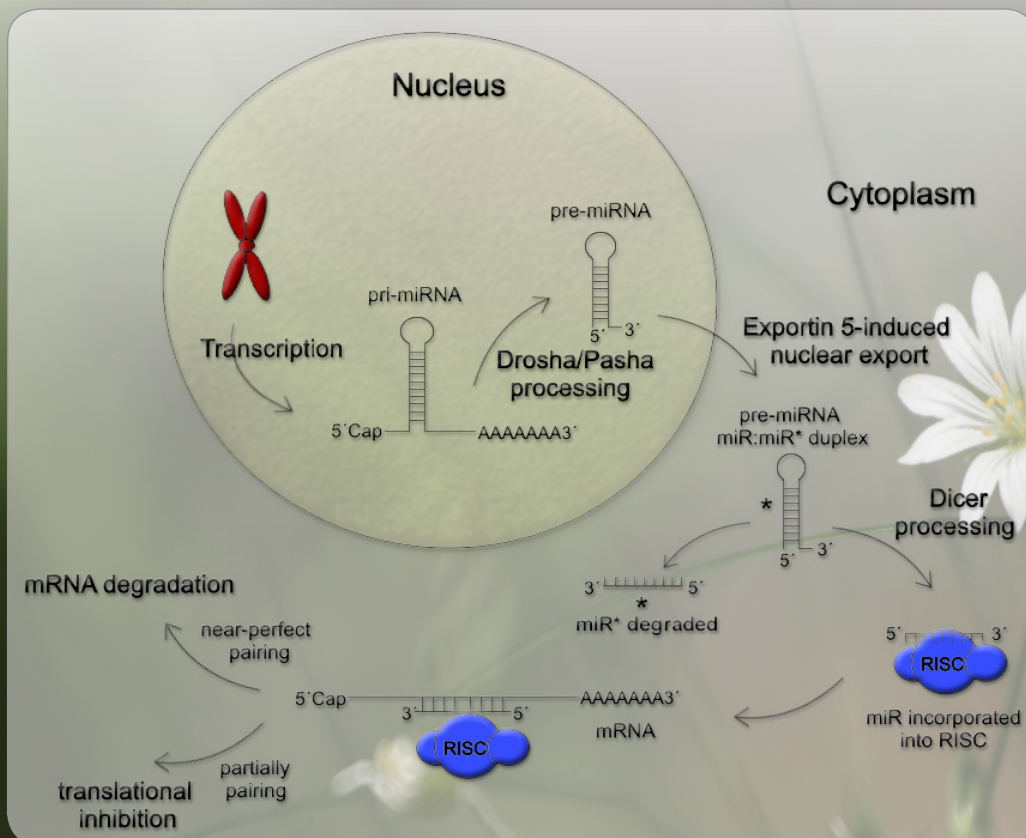 Nucleus
Cytoplasm
pre-miRNA
5´ 3´
pri-miRNA
Transcription
Drosha/Pasha
processing
5´Cap AAAAAAA3´
Exportin 5-induced
nuclear export
pre-miRNA
miR:miR* duplex
*
5´ 3´
Dicer
processing
3´ 5´
*
miR* degraded
5´ 3´
RISC
miR incorporated
into RISC
mRNA degradation
near-perfect
pairing
5´Cap AAAAAAA3´
3´ 5´
mRNA
RISC
partially
pairing
translational
inhibition